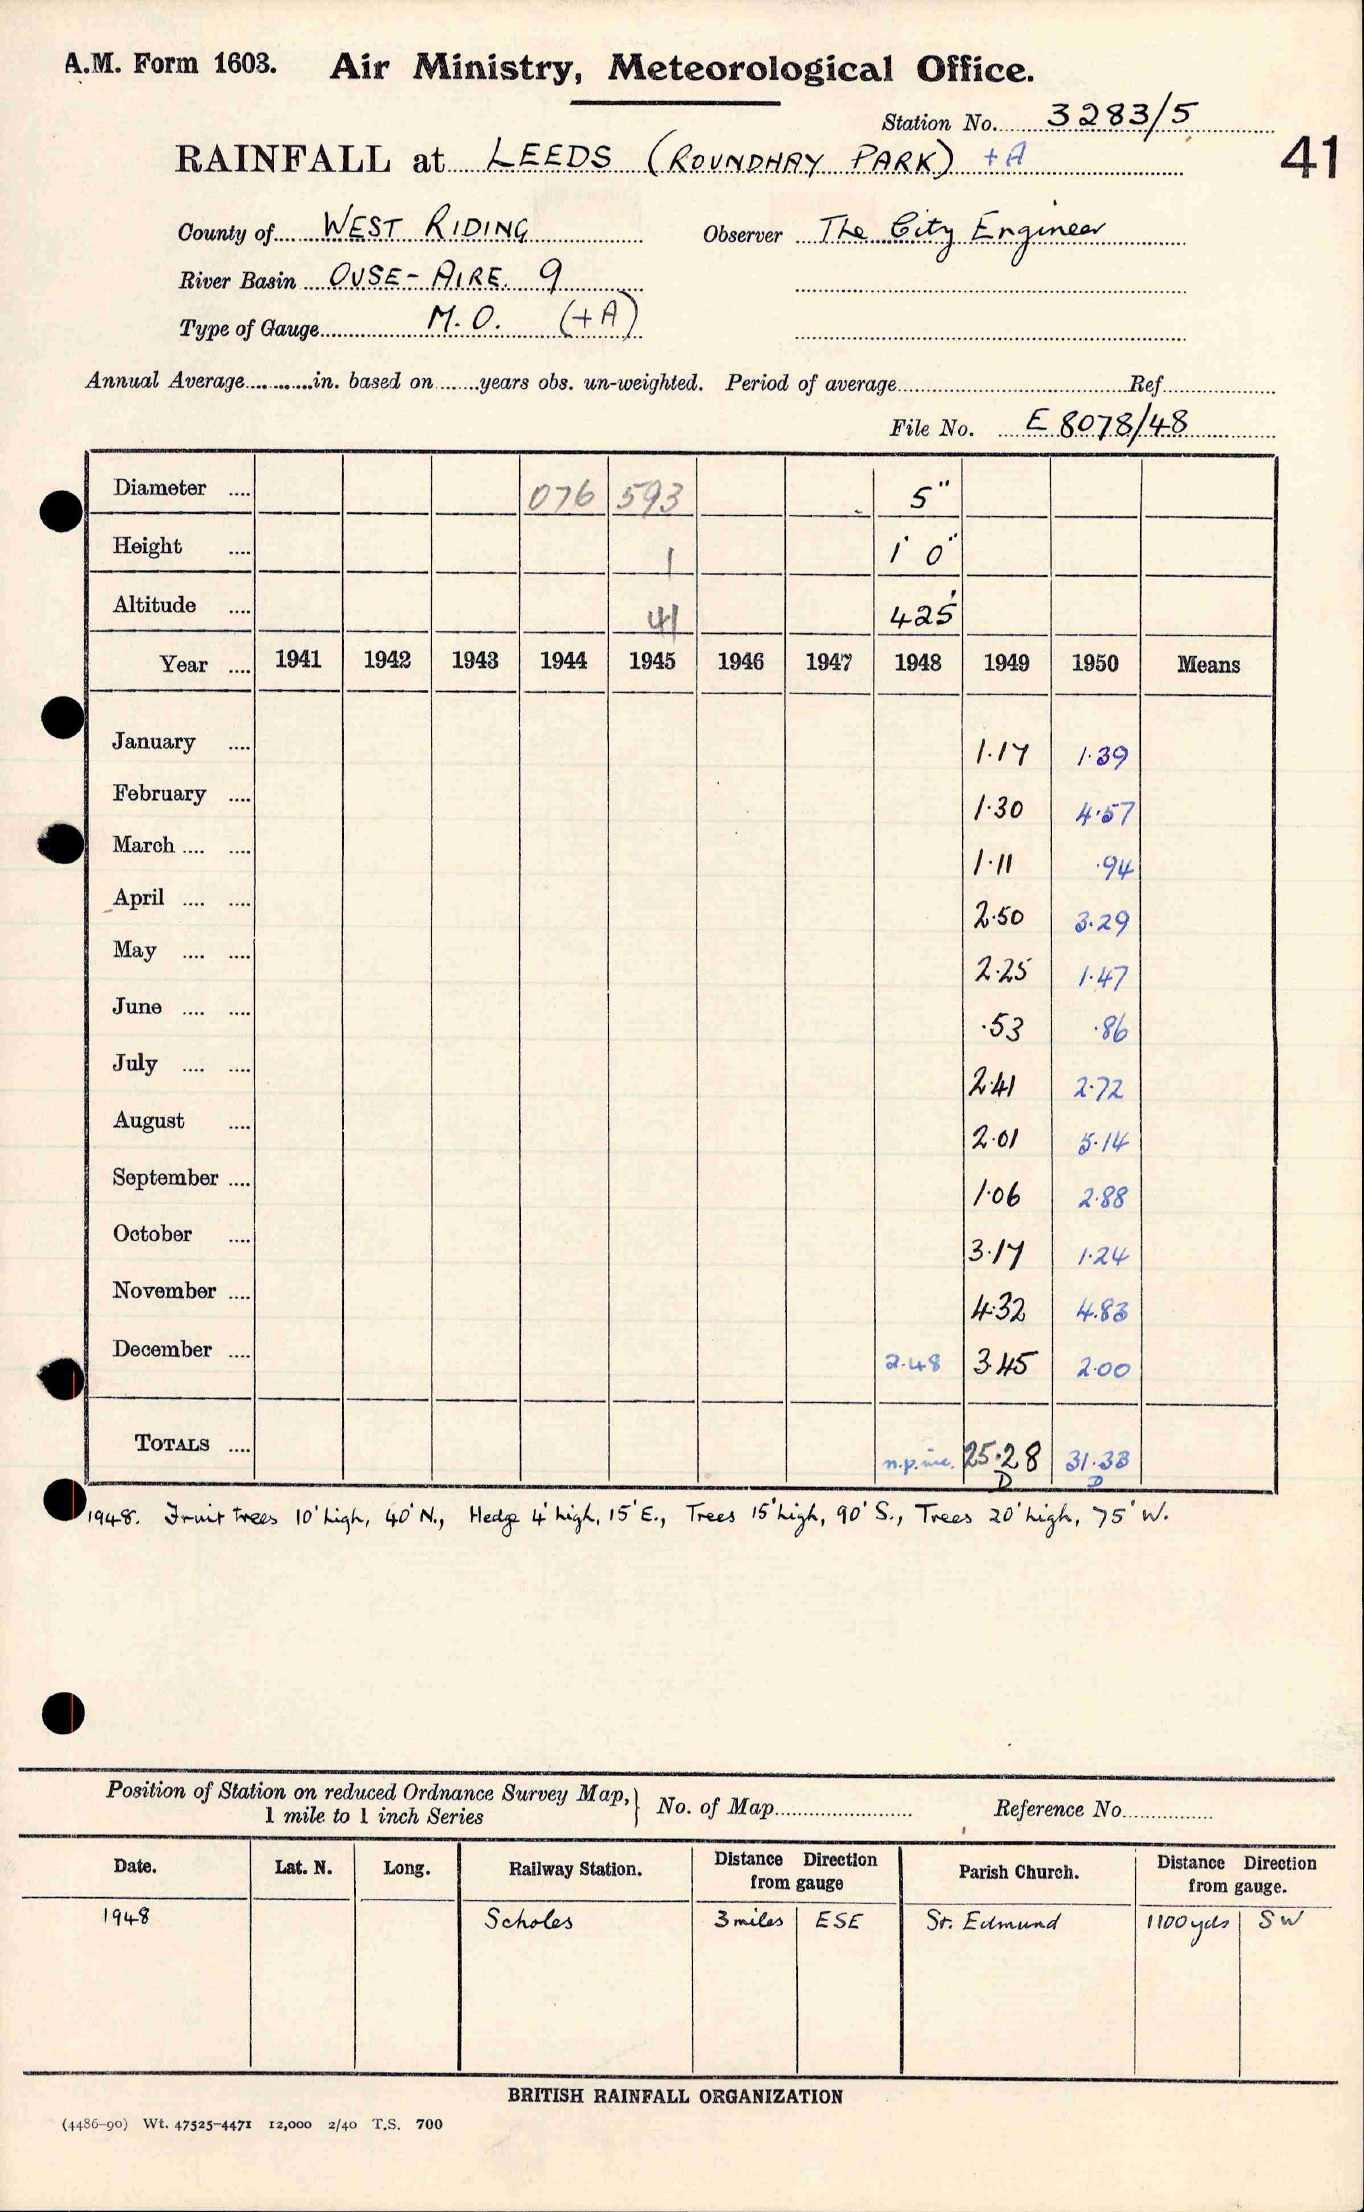 A.M. Form 1603. Air Ministry, Meteorological Office.
Station No. 3283/5
RAINFALL at LEEDS (ROUNDHAY PARK) + A
41
County of WEST RIDING Observer The City Engineer
River Basin OUSE - AIRE. 9
Type of Gauge M.O. (+A)
Annual Average............in. based on.......years obs. un-weighted. Period of average............ Ref............
File No. E 8078/48
Diameter .... 076 593 5"
Height .... 1 1' 0"
Altitude .... 41 425'
Year .... 1941 1942 1943 1944 1945 1946 1947 1948 1949 1950 Means
January .... 1.17 1.39
February .... 1.30 4.57
March .... .... 1.11 .94
April .... .... 2.50 3.29
May .... .... 2.25 1.47
June .... .... .53 .86
July .... .... 2.41 2.72
August .... 2.01 5.14
September .... 1.06 2.88
October .... 3.17 1.24
November .... 4.32 4.83
December .... 2.48 3.45 2.00
TOTALS .... n.p.inc. 25.28 31.33
D D
1948. Fruit trees 10' high, 40' N., Hedge 4' high, 15' E., Trees 15' high, 90' S., Trees 20' high, 75' W.
Position of Station on reduced Ordnance Survey Map, 1 mile to 1 inch Series } No. of Map............ Reference No............
Date. Lat. N. Long. Railway Station. Distance Direction from gauge Parish Church. Distance Direction from gauge.
1948 Scholes 3 miles ESE St. Edmund 1100 yds SW
BRITISH RAINFALL ORGANIZATION
(4486-90) Wt. 47525-4471 12,000 2/40 T.S. 700